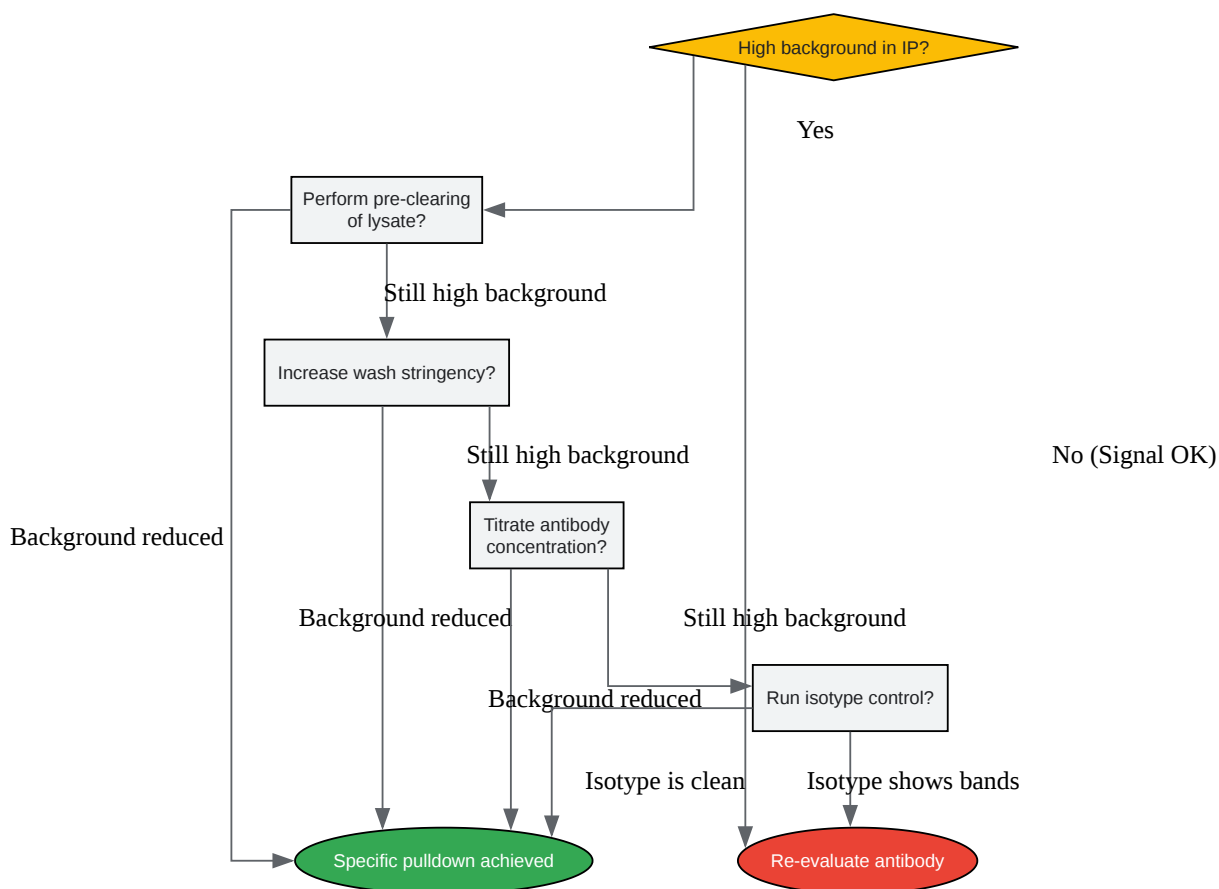 High background in IP?
Yes
Perform pre-clearing
of lysate?
Still high background
Increase wash stringency?
Still high background
No (Signal OK)
Titrate antibody
concentration?
Background reduced
Background reduced
Still high background
Run isotype control?
Background reduced
Isotype is clean
Isotype shows bands
Specific pulldown achieved
Re-evaluate antibody